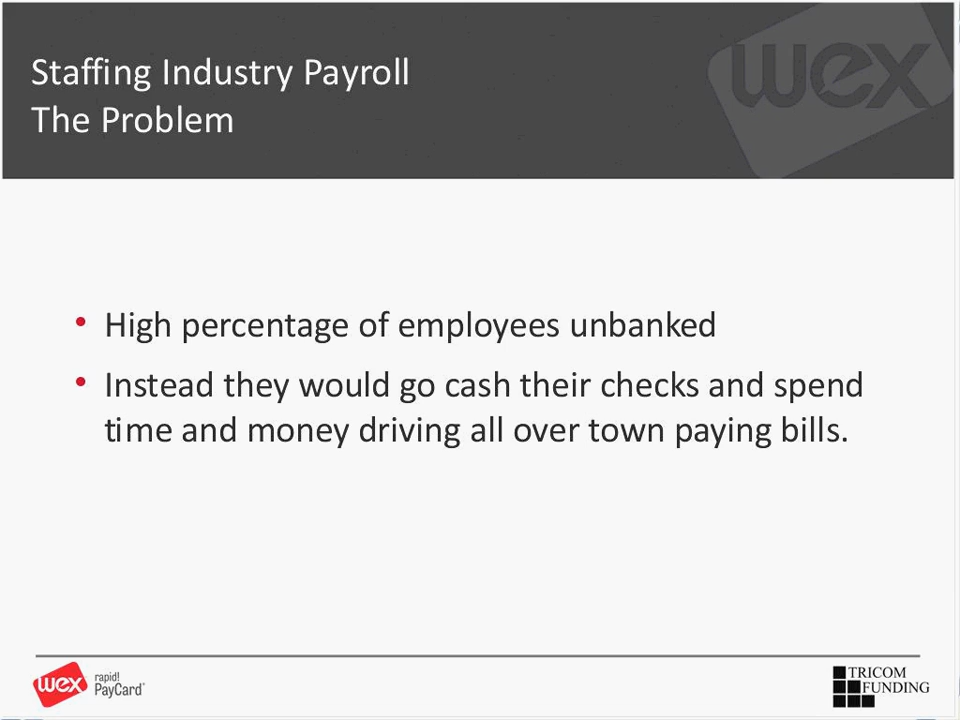 wex
Staffing Industry Payroll
The Problem
• High percentage of employees unbanked
• Instead they would go cash their checks and spend
time and money driving all over town paying bills.
wex rapid!
PayCard®
TRICOM
FUNDING